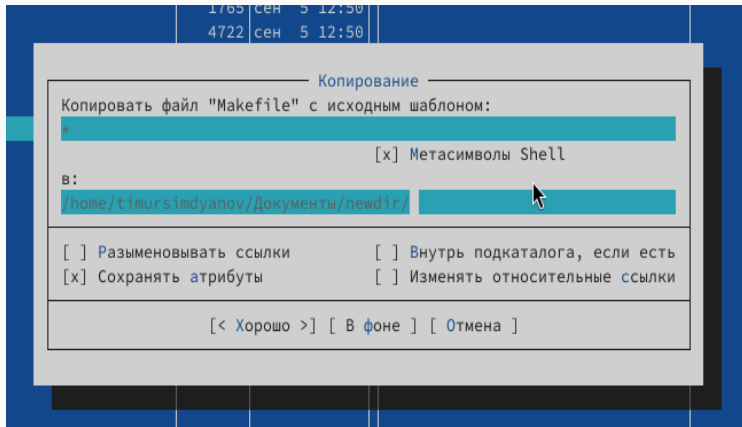 1765 сен  5 12:50
4722 сен  5 12:50
Копирование
Копировать файл "Makefile" с исходным шаблоном:
*
[x] Метасимволы Shell
в:
/home/timursimdyanov/Документы/newdir/
[ ] Разыменовывать ссылки [ ] Внутрь подкаталога, если есть
[x] Сохранять атрибуты [ ] Изменять относительные ссылки
[< Хорошо >] [ В фоне ] [ Отмена ]